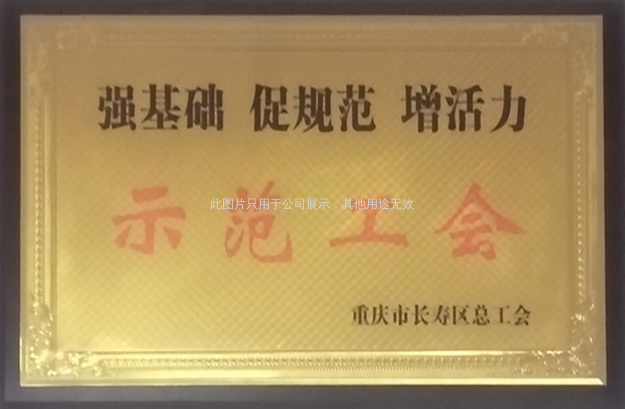 强基础 促规范 增活力
示范工会
此图片只用于公司展示，其他用途无效
重庆市长寿区总工会